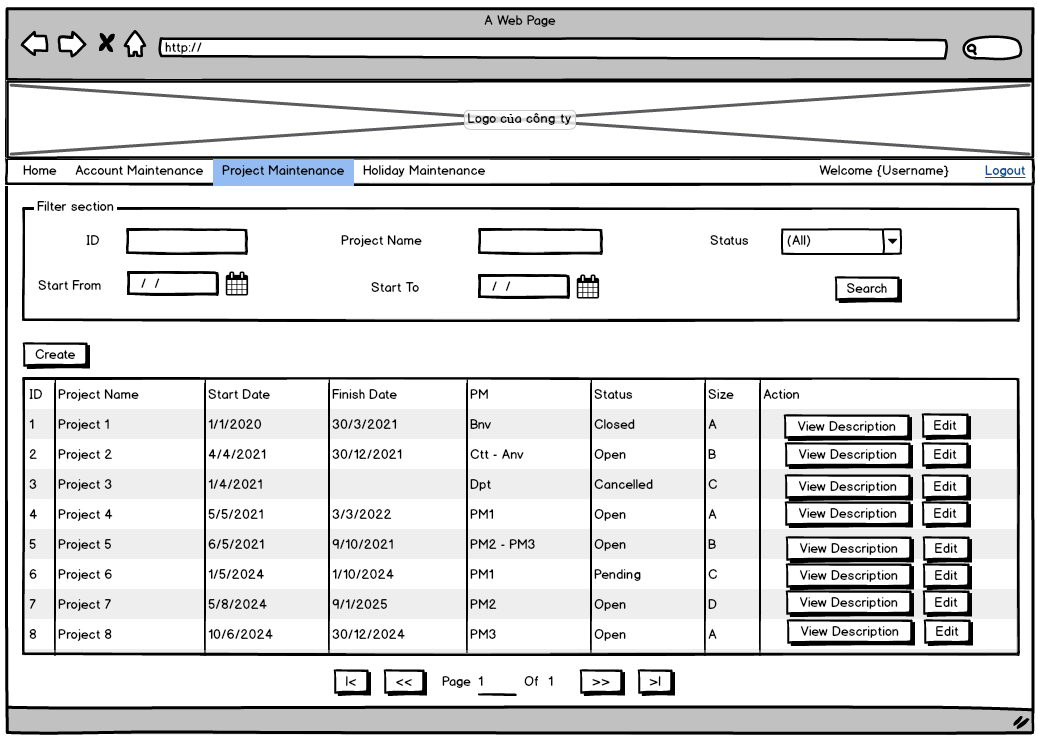 A Web Page
http://
Logo của công ty
Home Account Maintenance Project Maintenance Holiday Maintenance Welcome {Username} Logout
Filter section
ID Project Name Status (All)
Start From / / Start To / / Search
Create
ID Project Name Start Date Finish Date PM Status Size Action
1 Project 1 1/1/2020 30/3/2021 Bnv Closed A View Description Edit
2 Project 2 4/4/2021 30/12/2021 Ctt - Anv Open B View Description Edit
3 Project 3 1/4/2021 Dpt Cancelled C View Description Edit
4 Project 4 5/5/2021 3/3/2022 PM1 Open A View Description Edit
5 Project 5 6/5/2021 9/10/2021 PM2 - PM3 Open B View Description Edit
6 Project 6 1/5/2024 1/10/2024 PM1 Pending C View Description Edit
7 Project 7 5/8/2024 9/1/2025 PM2 Open D View Description Edit
8 Project 8 10/6/2024 30/12/2024 PM3 Open A View Description Edit
|< << Page 1 Of 1 >> >|